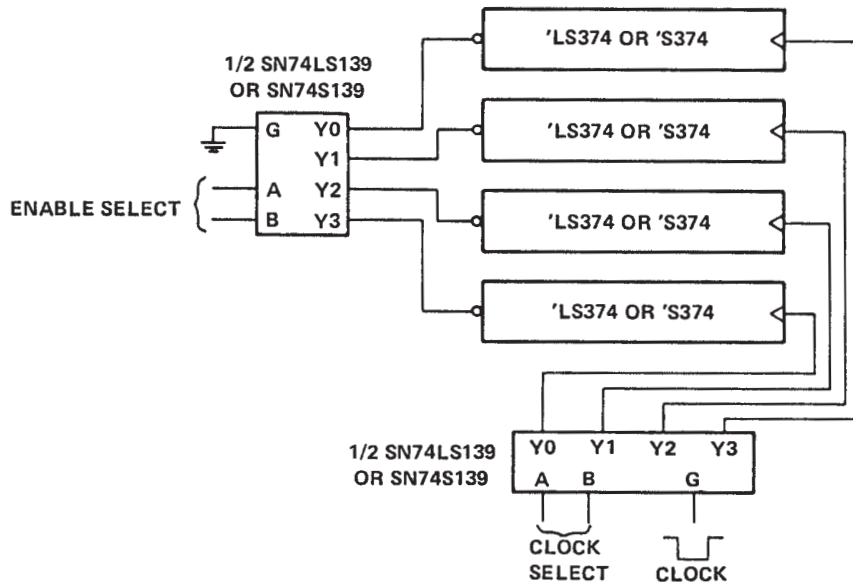 'LS374 OR 'S374
1/2 SN74LS139
OR SN74S139
G Y0
Y1
A Y2
B Y3
ENABLE SELECT
'LS374 OR 'S374
'LS374 OR 'S374
'LS374 OR 'S374
1/2 SN74LS139
OR SN74S139
Y0 Y1 Y2 Y3
A B G
CLOCK
SELECT
CLOCK